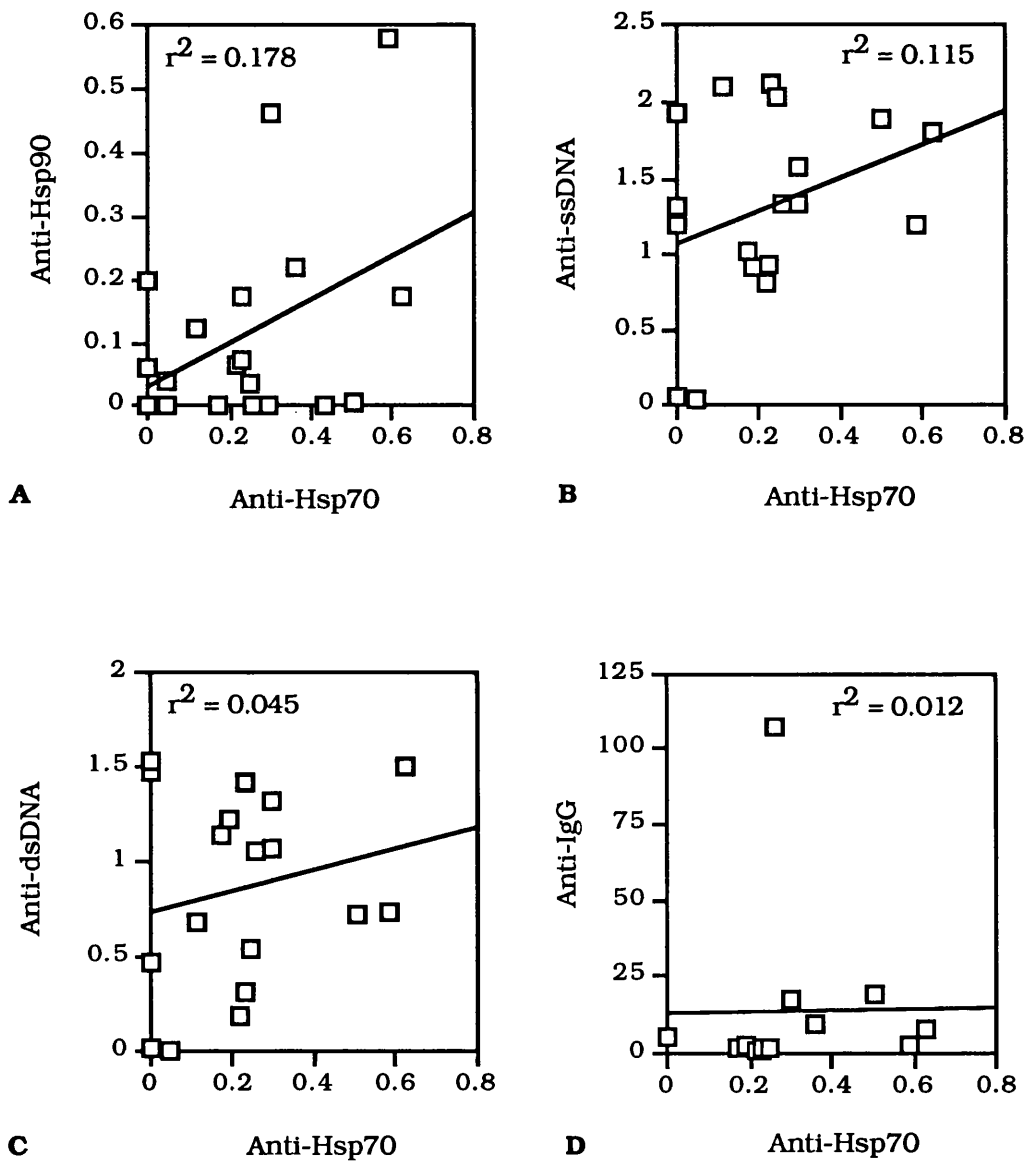 0.6
r² = 0.178
0.5
0.4
0.3
0.2
0.1
0
Anti-Hsp90
0 0.2 0.4 0.6 0.8
A Anti-Hsp70
2.5
r² = 0.115
2
1.5
1
0.5
0
Anti-ssDNA
0 0.2 0.4 0.6 0.8
B Anti-Hsp70
2
r² = 0.045
1.5
1
0.5
0
Anti-dsDNA
0 0.2 0.4 0.6 0.8
C Anti-Hsp70
125
r² = 0.012
100
75
50
25
0
Anti-IgG
0 0.2 0.4 0.6 0.8
D Anti-Hsp70